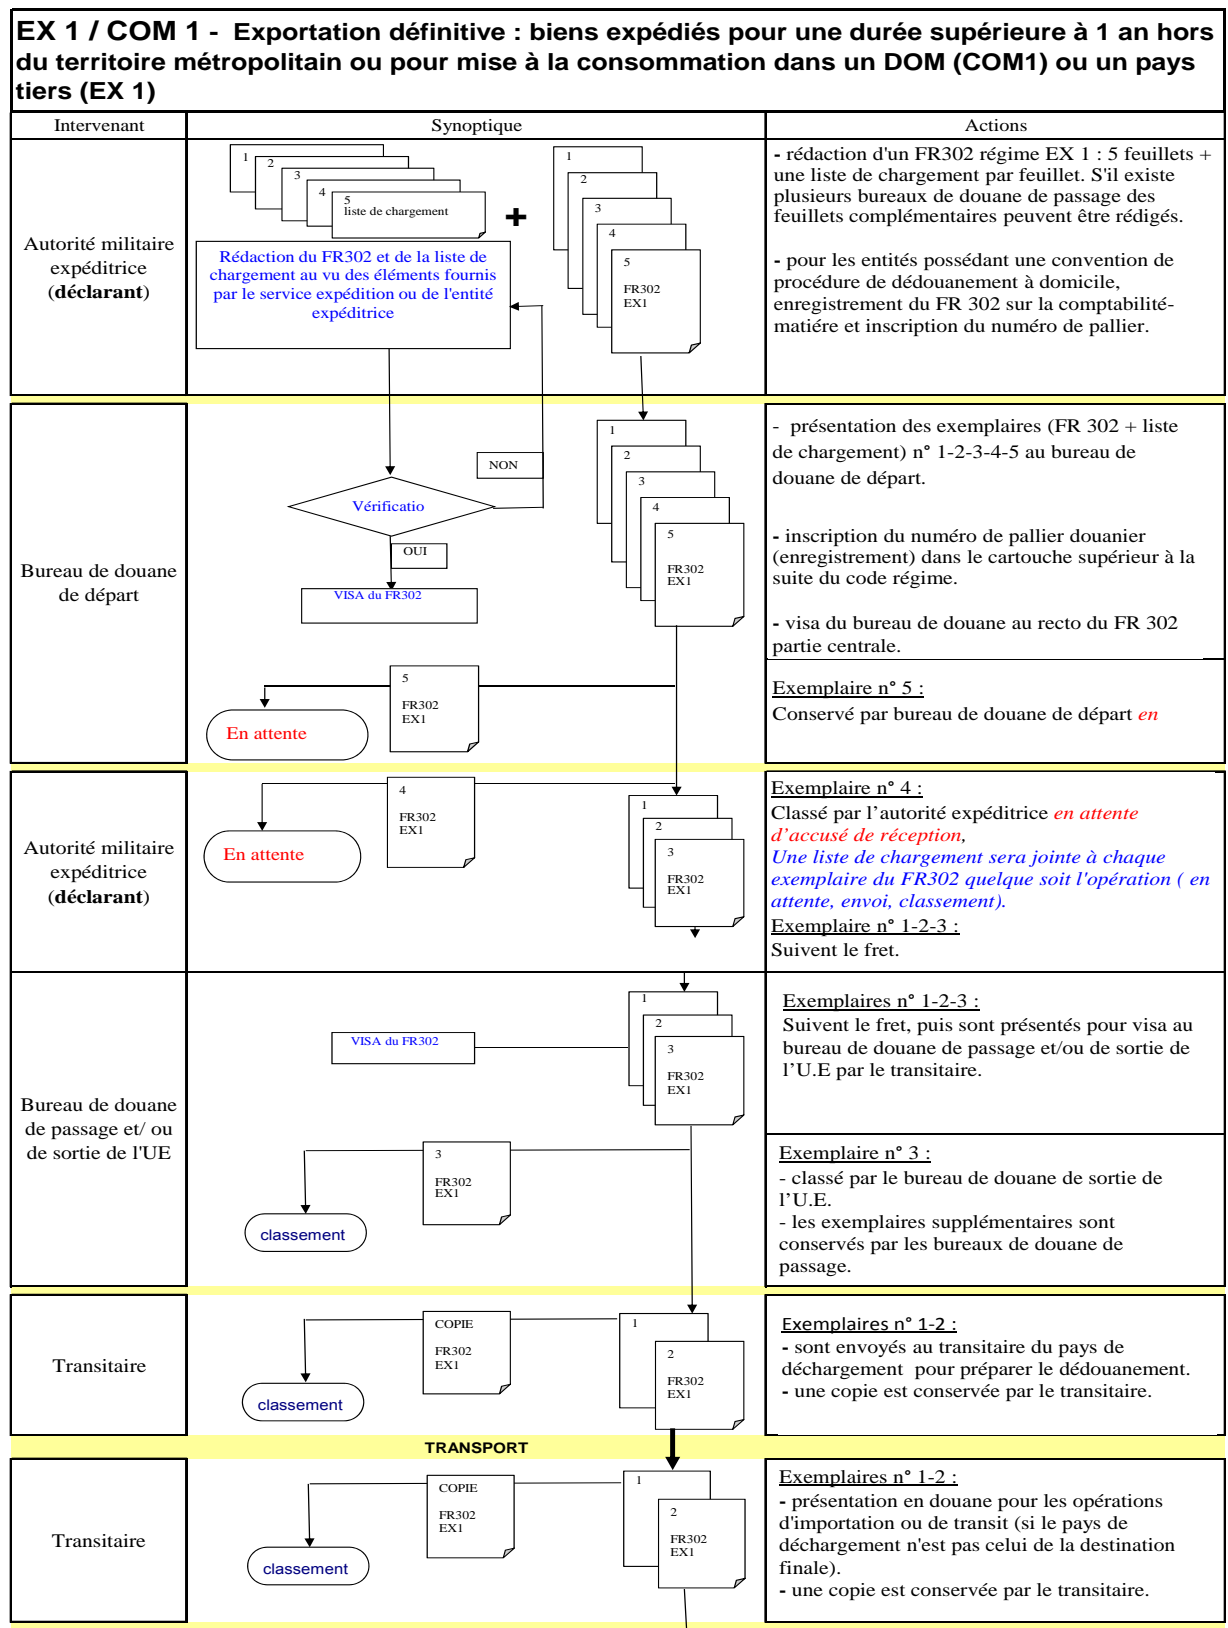 EX 1 / COM 1 - Exportation définitive : biens expédiés pour une durée supérieure à 1 an hors
du territoire métropolitain ou pour mise à la consommation dans un DOM (COM1) ou un pays
tiers (EX 1)
Intervenant
Synoptique
Actions
Autorité militaire
expéditrice
(déclarant)
1
2
3
4
5
liste de chargement
+
1
2
3
4
5
FR302
EX1
Rédaction du FR302 et de la liste de
chargement au vu des éléments fournis
par le service expédition ou de l'entité
expéditrice
- rédaction d'un FR302 régime EX 1 : 5 feuillets +
une liste de chargement par feuillet. S'il existe
plusieurs bureaux de douane de passage des
feuillets complémentaires peuvent être rédigés.
- pour les entités possédant une convention de
procédure de dédouanement à domicile,
enregistrement du FR 302 sur la comptabilité-
matiére et inscription du numéro de pallier.
Bureau de douane
de départ
NON
Vérificatio
OUI
VISA du FR302
1
2
3
4
5
FR302
EX1
5
FR302
EX1
En attente
- présentation des exemplaires (FR 302 + liste
de chargement) n° 1-2-3-4-5 au bureau de
douane de départ.
- inscription du numéro de pallier douanier
(enregistrement) dans le cartouche supérieur à la
suite du code régime.
- visa du bureau de douane au recto du FR 302
partie centrale.
Exemplaire n° 5 :
Conservé par bureau de douane de départ en
Autorité militaire
expéditrice
(déclarant)
4
FR302
EX1
En attente
1
2
3
FR302
EX1
Exemplaire n° 4 :
Classé par l’autorité expéditrice en attente
d’accusé de réception,
Une liste de chargement sera jointe à chaque
exemplaire du FR302 quelque soit l'opération ( en
attente, envoi, classement).
Exemplaire n° 1-2-3 :
Suivent le fret.
Bureau de douane
de passage et/ ou
de sortie de l'UE
VISA du FR302
1
2
3
FR302
EX1
3
FR302
EX1
classement
Exemplaires n° 1-2-3 :
Suivent le fret, puis sont présentés pour visa au
bureau de douane de passage et/ou de sortie de
l’U.E par le transitaire.
Exemplaire n° 3 :
- classé par le bureau de douane de sortie de
l’U.E.
- les exemplaires supplémentaires sont
conservés par les bureaux de douane de
passage.
Transitaire
COPIE
FR302
EX1
classement
1
2
FR302
EX1
Exemplaires n° 1-2 :
- sont envoyés au transitaire du pays de
déchargement pour préparer le dédouanement.
- une copie est conservée par le transitaire.
TRANSPORT
Transitaire
COPIE
FR302
EX1
classement
1
2
FR302
EX1
Exemplaires n° 1-2 :
- présentation en douane pour les opérations
d'importation ou de transit (si le pays de
déchargement n'est pas celui de la destination
finale).
- une copie est conservée par le transitaire.